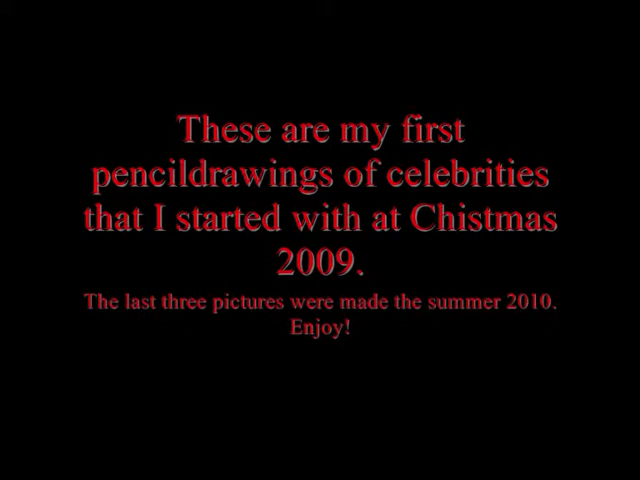 These are my first
pencildrawings of celebrities
that I started with at Chistmas
2009.
The last three pictures were made the summer 2010.
Enjoy!